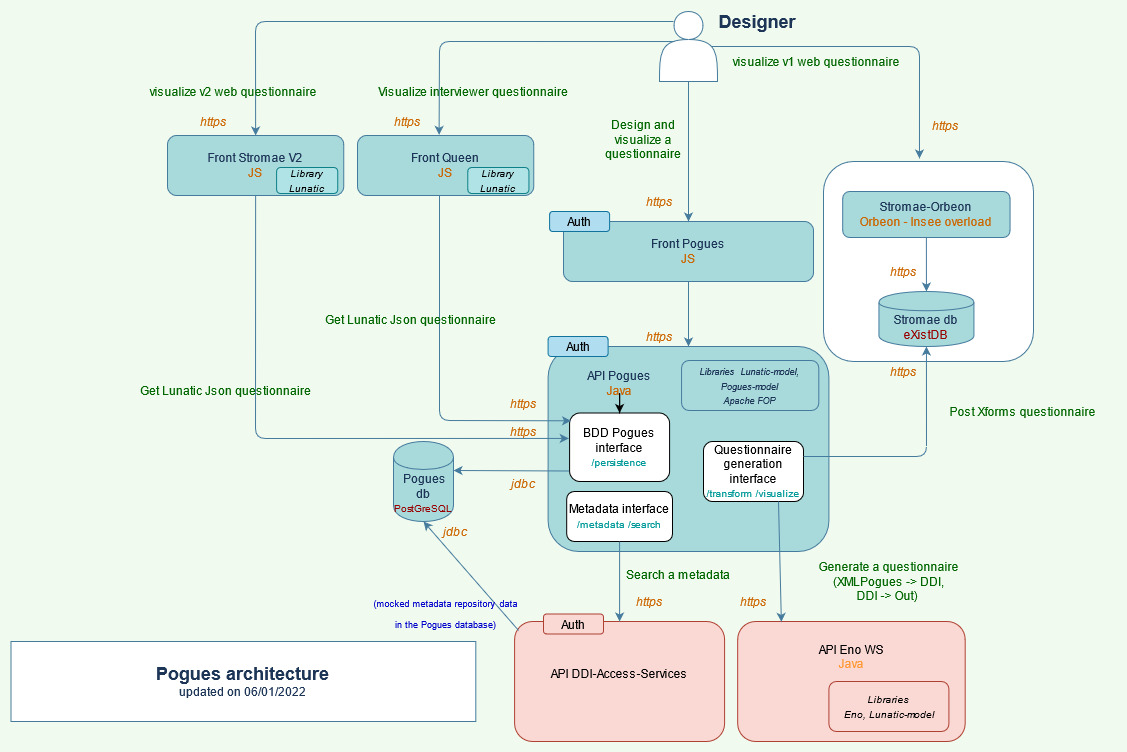 Designer
visualize v1 web questionnaire
visualize v2 web questionnaire
Visualize interviewer questionnaire
https
https
https
Design and
visualize a
questionnaire
Front Stromae V2
JS
Library
Lunatic
Front Queen
JS
Library
Lunatic
https
Auth
Front Pogues
JS
Stromae-Orbeon
Orbeon - Insee overload
https
Stromae db
eXistDB
https
Get Lunatic Json questionnaire
Get Lunatic Json questionnaire
https
Auth
API Pogues
Java
Libraries Lunatic-model,
Pogues-model
Apache FOP
https
https
BDD Pogues
interface
/persistence
Post Xforms questionnaire
Questionnaire
generation
interface
/transform /visualize
Pogues
db
PostGreSQL
jdbc
Metadata interface
/metadata /search
jdbc
Search a metadata
https
Generate a questionnaire
(XMLPogues -> DDI,
DDI -> Out)
https
(mocked metadata repository data
in the Pogues database)
Auth
API DDI-Access-Services
API Eno WS
Java
Libraries
Eno, Lunatic-model
Pogues architecture
updated on 06/01/2022